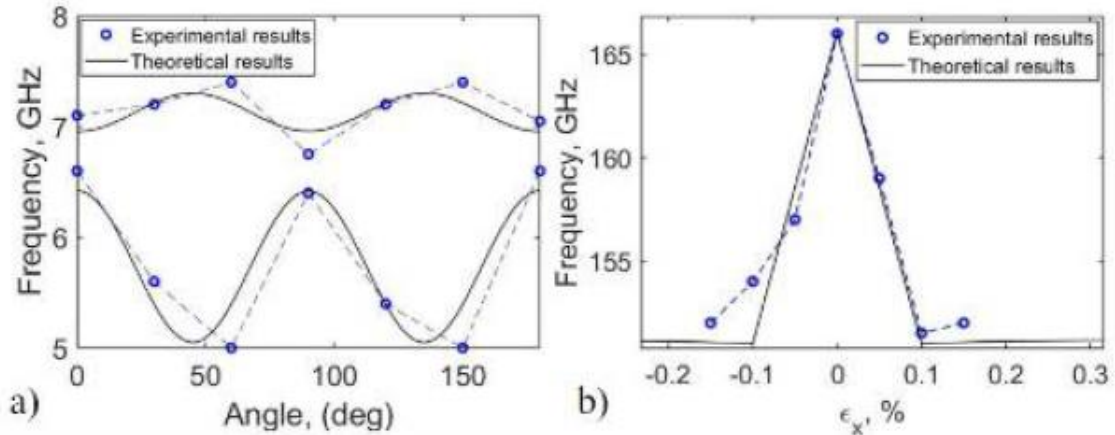 8
Experimental results
Theoretical results
7
6
5
Frequency, GHz
0 50 100 150
Angle, (deg)
a)
165
160
155
Frequency, GHz
Experimental results
Theoretical results
-0.2 -0.1 0 0.1 0.2 0.3
ϵx, %
b)